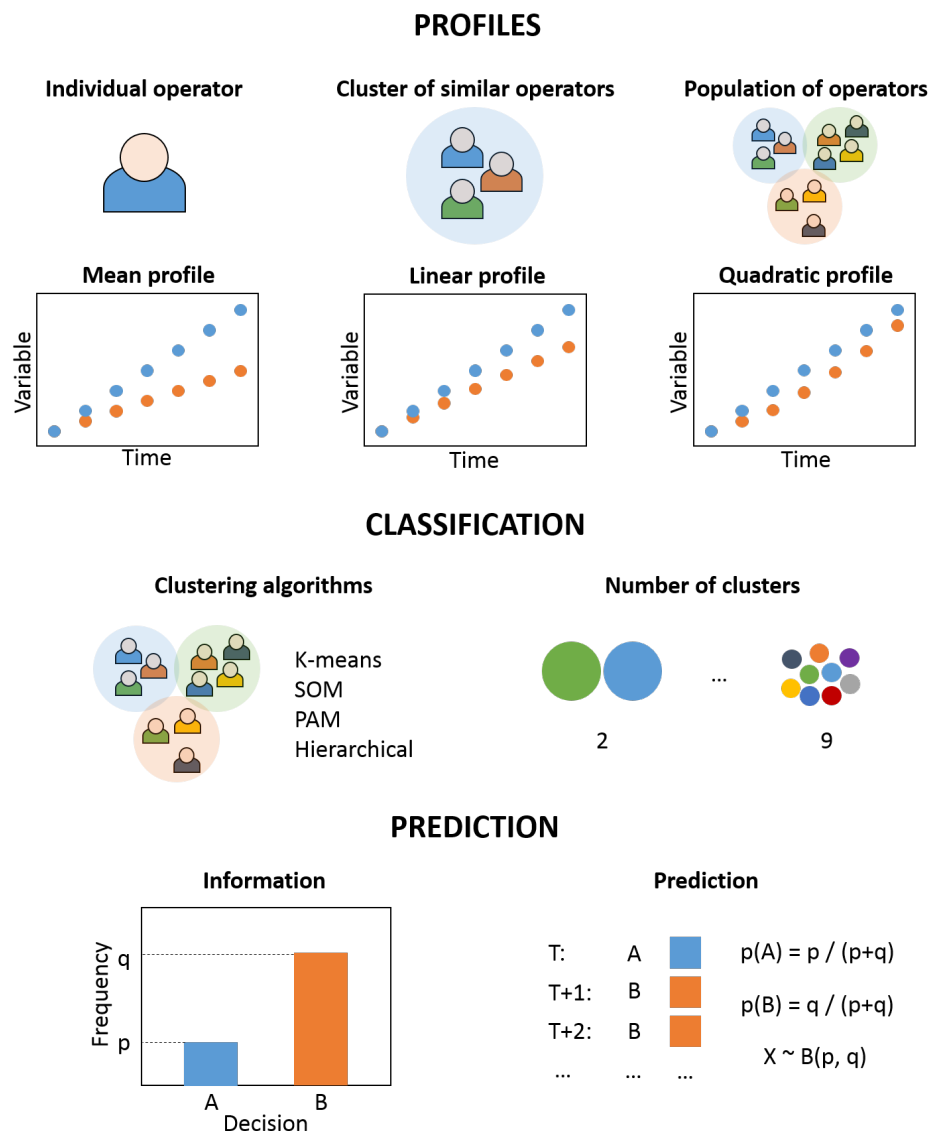 PROFILES
Individual operator
Cluster of similar operators
Population of operators
Mean profile
Linear profile
Quadratic profile
Variable
Time
Variable
Time
Variable
Time
CLASSIFICATION
Clustering algorithms
Number of clusters
K-means
SOM
PAM
Hierarchical
...
2
9
PREDICTION
Information
Prediction
Frequency
q
p
A
B
Decision
T: A
p(A) = p / (p+q)
T+1: B
p(B) = q / (p+q)
T+2: B
X ~ B(p, q)
... ... ...